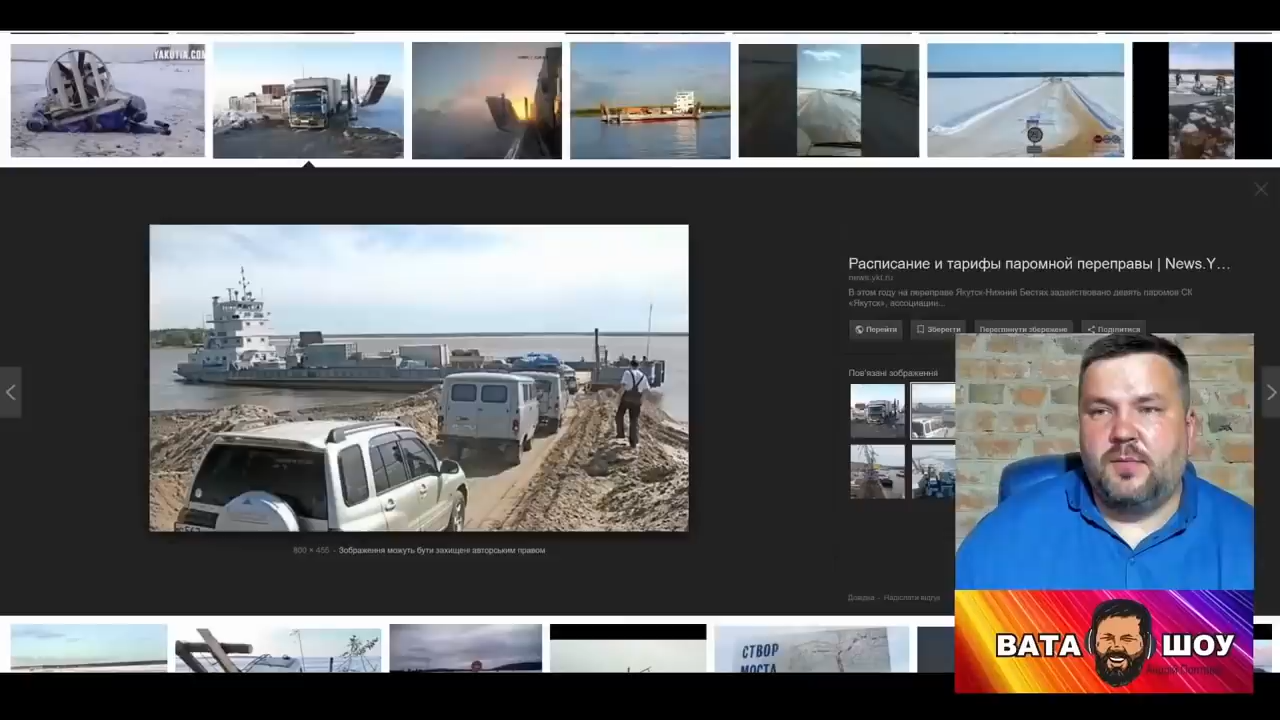 YAKUTIA.COM
Расписание и тарифы паромной переправы | News.Y…
news.ykt.ru
В этом году на переправе Якутск-Нижний Бестях задействовано девять паромов СК
«Якутск», ассоциации...
Перейти
Зберегти
Переглянути збережене
Поділитися
Пов'язані зображення
800 × 455 - Зображення можуть бути захищені авторським правом
Довідка - Надіслати відгук
СТВОР
МОСТА
ВАТА ШОУ